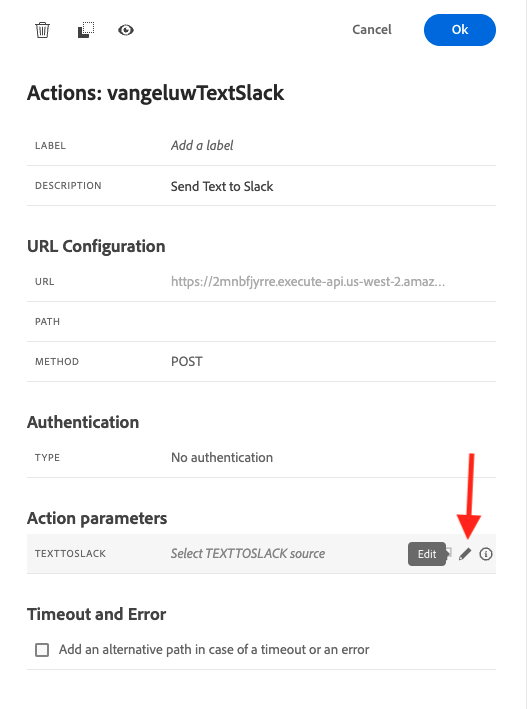 Cancel
Ok
Actions: vangeluwTextSlack
LABEL Add a label
DESCRIPTION Send Text to Slack
URL Configuration
URL https://2mnbfjyrre.execute-api.us-west-2.amaz...
PATH
METHOD POST
Authentication
TYPE No authentication
Action parameters
TEXTTOSLACK Select TEXTTOSLACK source Edit
Timeout and Error
Add an alternative path in case of a timeout or an error